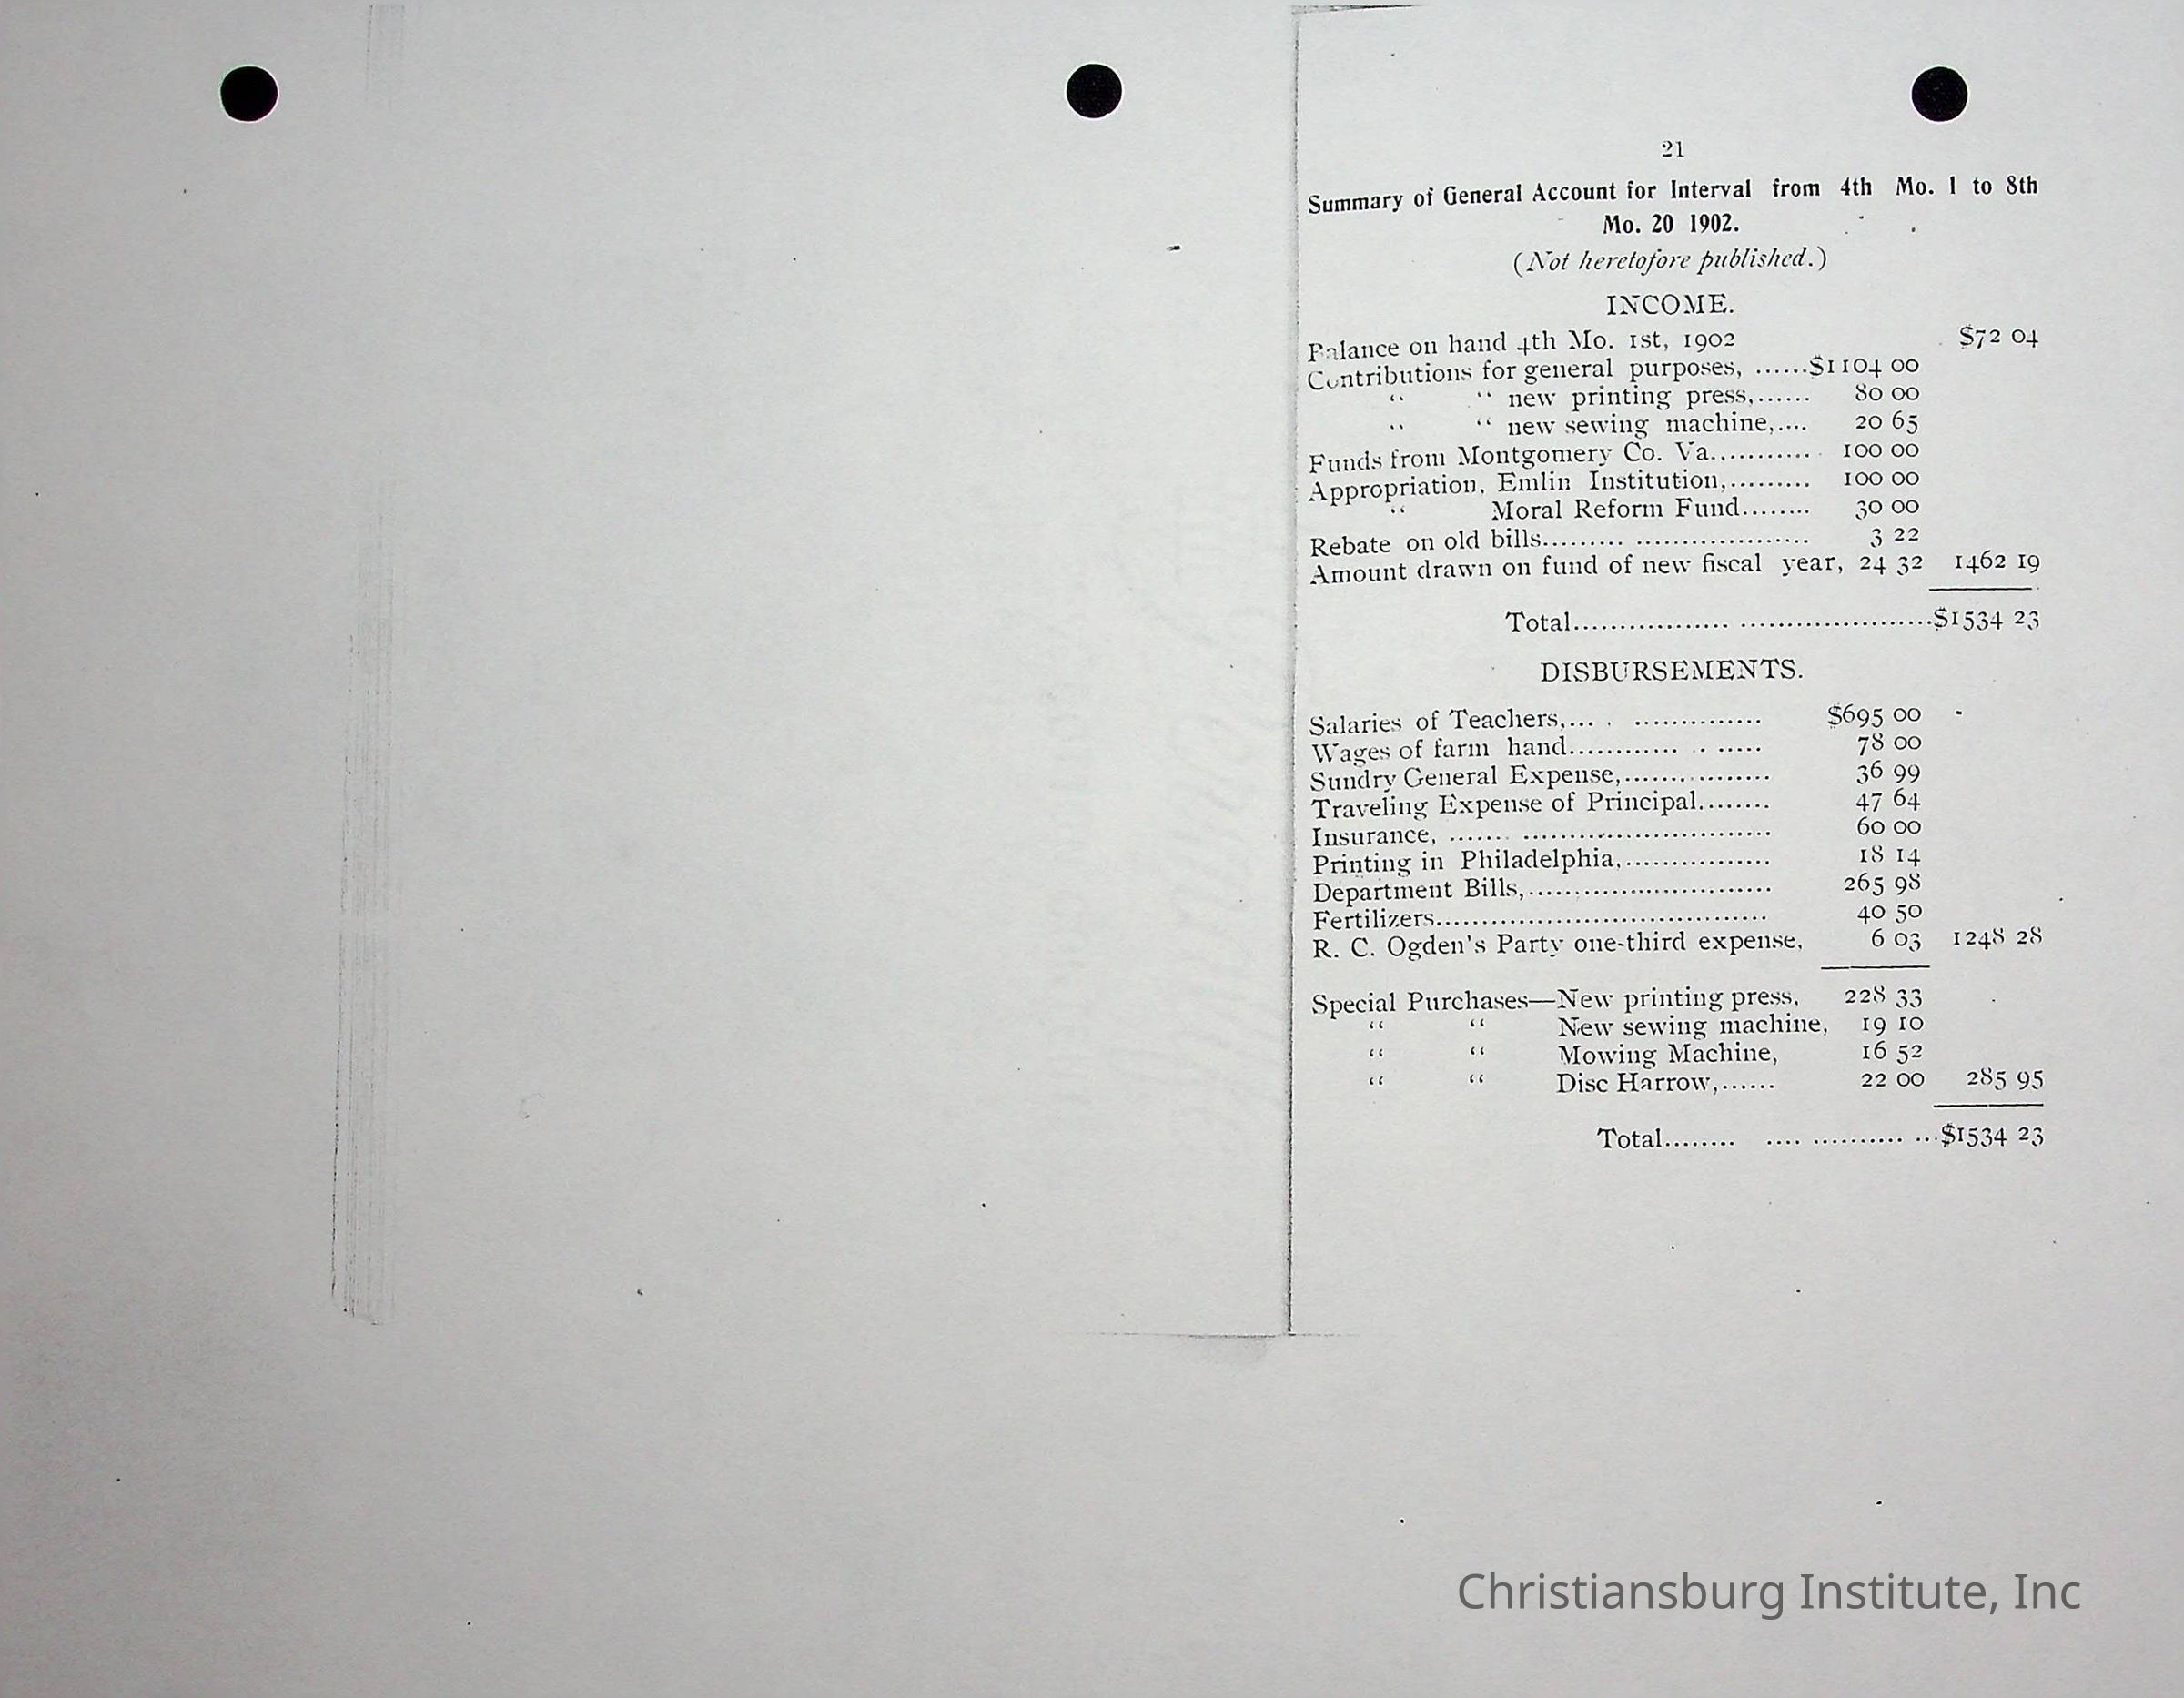 21
Summary of General Account for Interval from 4th Mo. 1 to 8th
Mo. 20 1902.
(Not heretofore published.)
INCOME.
Balance on hand 4th Mo. 1st, 1902 $72 04
Contributions for general purposes, ......$1104 00
“ “ new printing press,...... 80 00
“ “ new sewing machine,.... 20 65
Funds from Montgomery Co. Va.,......... 100 00
Appropriation, Emlin Institution,......... 100 00
“ Moral Reform Fund........ 30 00
Rebate on old bills......... ................... 3 22
Amount drawn on fund of new fiscal year, 24 32 1462 19
Total................. .....................$1534 23
DISBURSEMENTS.
Salaries of Teachers,... . .............. $695 00
Wages of farm hand............ . ..... 78 00
Sundry General Expense,................ 36 99
Traveling Expense of Principal........ 47 64
Insurance, ....... ........................... 60 00
Printing in Philadelphia,................ 18 14
Department Bills,........................... 265 98
Fertilizers.................................... 40 50
R. C. Ogden's Party one-third expense, 6 03 1248 28
Special Purchases—New printing press, 228 33
“ “ New sewing machine, 19 10
“ “ Mowing Machine, 16 52
“ “ Disc Harrow,...... 22 00 285 95
Total........ .... .......... ...$1534 23
Christiansburg Institute, Inc